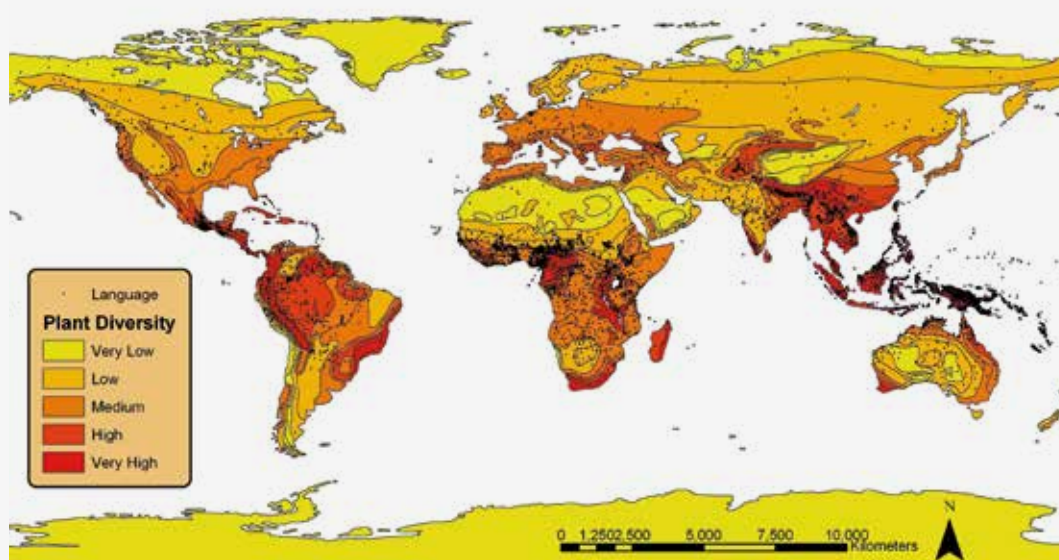 Language
Plant Diversity
Very Low
Low
Medium
High
Very High
N
0 1,2502,500 5,000 7,500 10,000
Kilometers